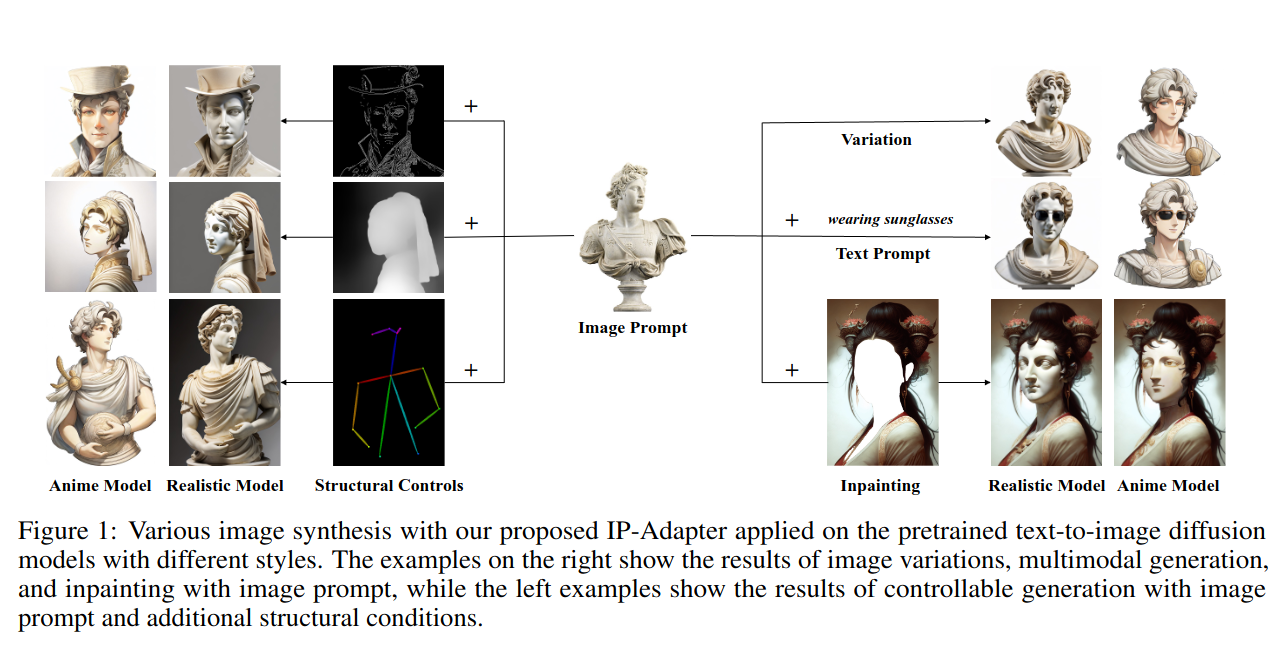 +
Variation
+
wearing sunglasses
Text Prompt
+
Image Prompt
+
+
+
Anime Model Realistic Model Structural Controls Inpainting Realistic Model Anime Model
Figure 1: Various image synthesis with our proposed IP-Adapter applied on the pretrained text-to-image diffusion
models with different styles. The examples on the right show the results of image variations, multimodal generation,
and inpainting with image prompt, while the left examples show the results of controllable generation with image
prompt and additional structural conditions.